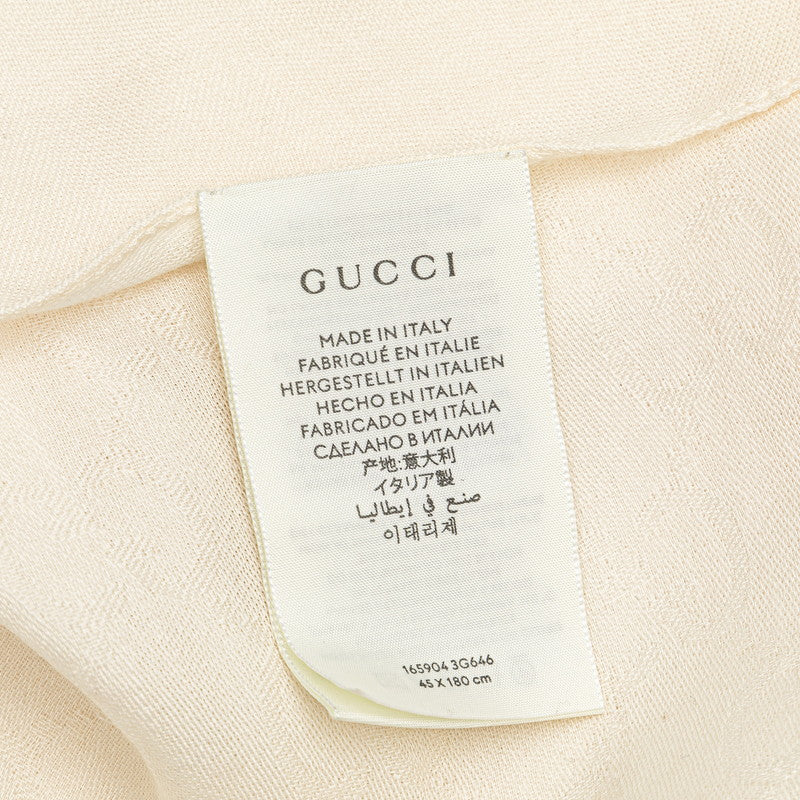 GUCCI
MADE IN ITALY
FABRIQUÉ EN ITALIE
HERGESTELLT IN ITALIEN
HECHO EN ITALIA
FABRICADO EM ITÁLIA
СДЕЛАНО В ИТАЛИИ
产地:意大利
イタリア製
صنع في إيطاليا
이태리제
165904 3G646
45 X 180 cm